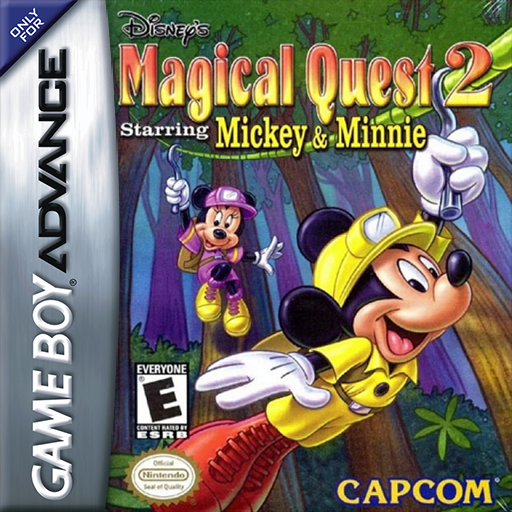 ONLY
FOR
GAME BOY ADVANCE
Disney's
Magical Quest 2
Starring Mickey & Minnie
EVERYONE
E
CONTENT RATED BY
ESRB
Official
Nintendo
Seal of Quality
CAPCOM